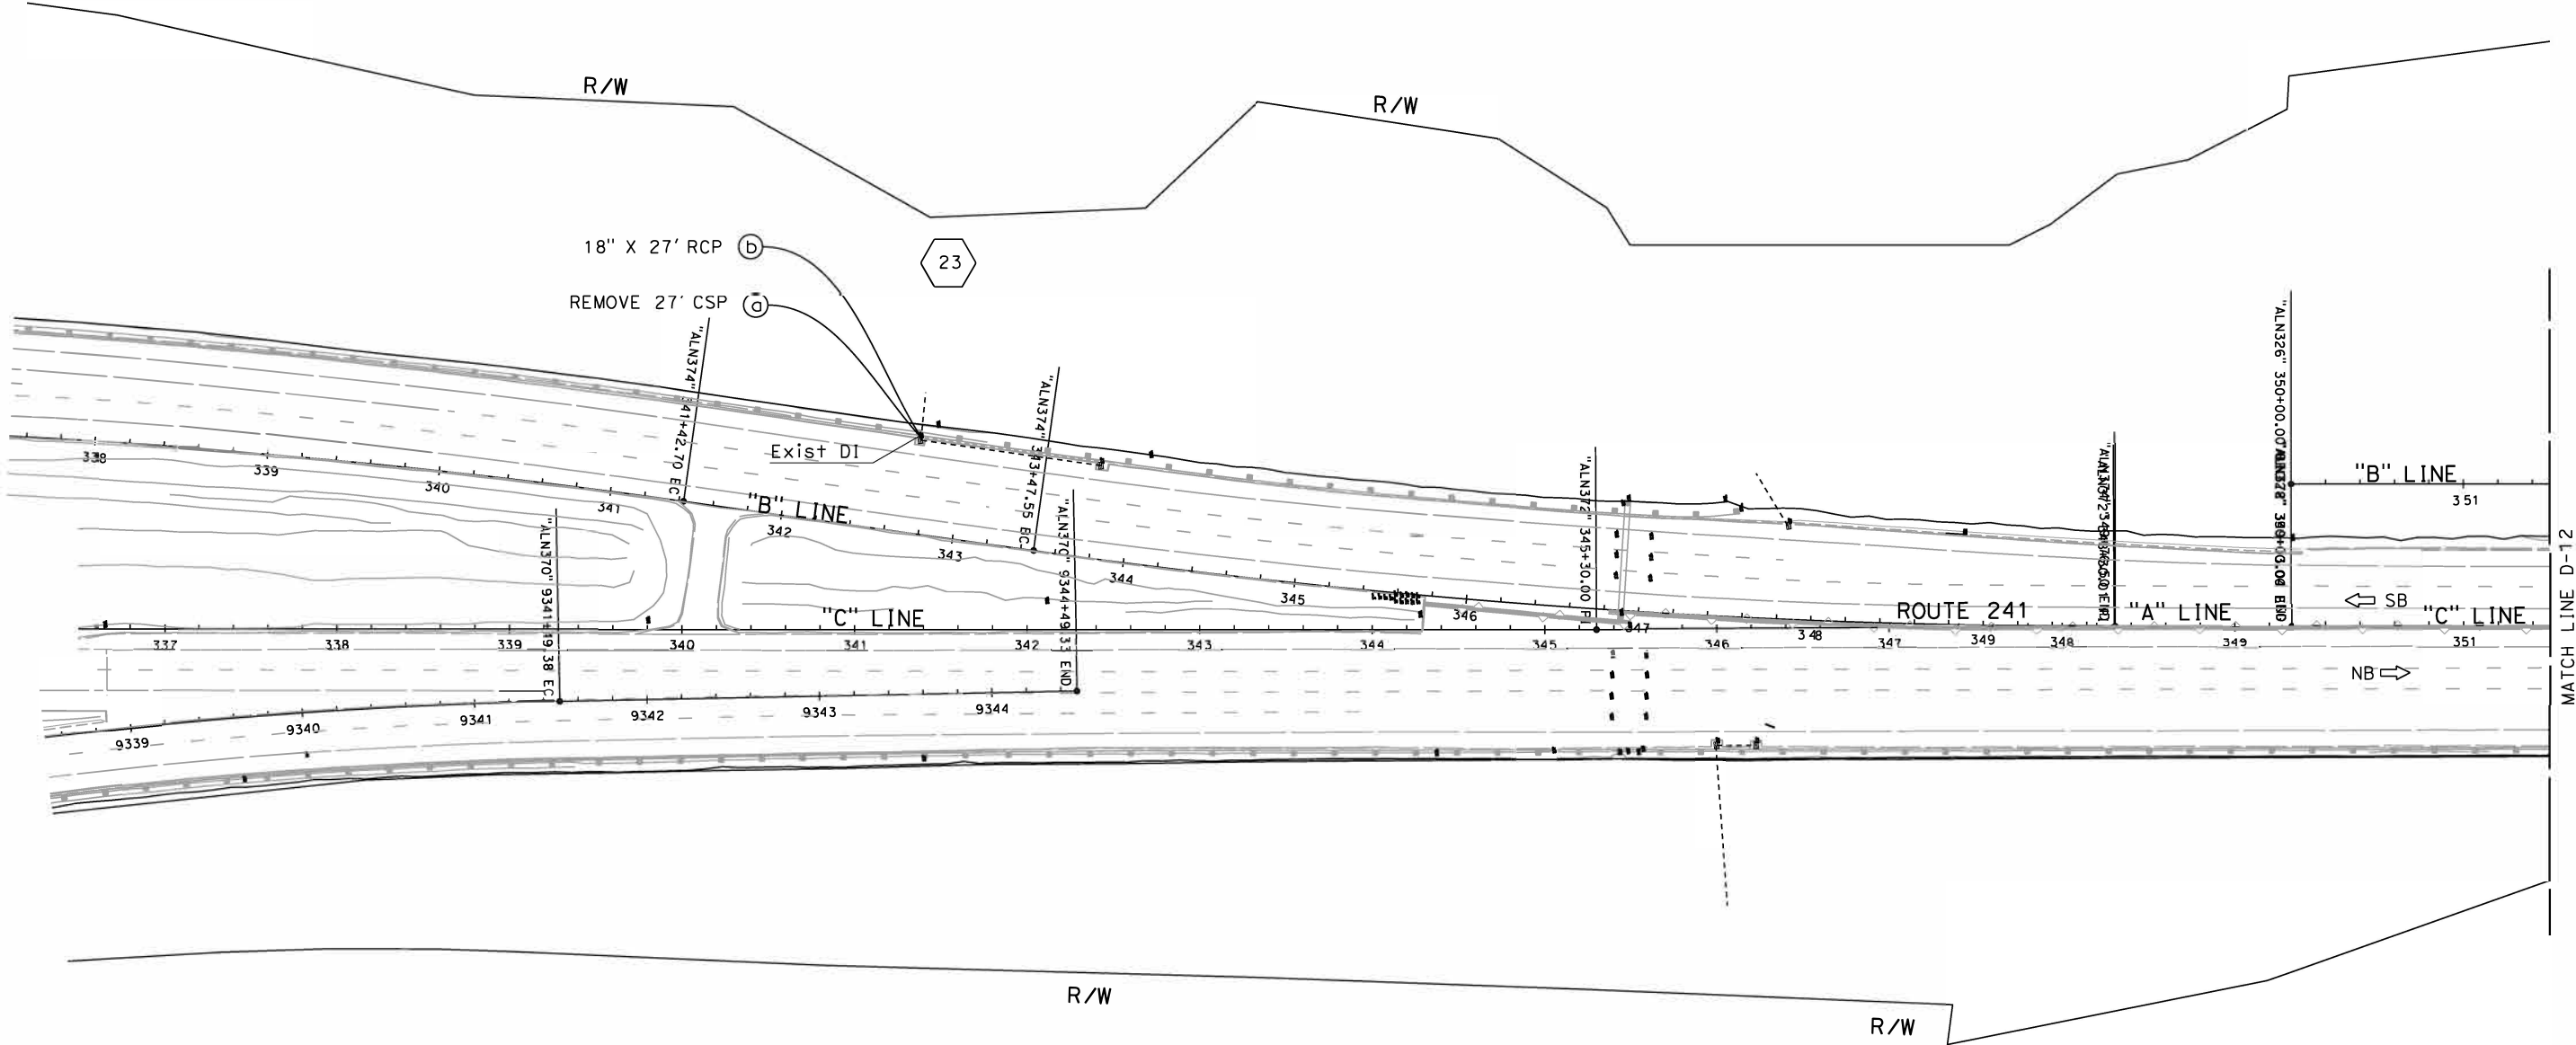 R/W
R/W
18" X 27' RCP b
23
REMOVE 27' CSP a
Exist DI
"ALN374"
EC
"ALN374" 343+47.55 BC
"ALN370" 9341+49.38 EC
"ALN370" 9344+49.33 END
"ALN372" 345+30.00 PI
"ALN326" 350+00.00
338
339
340
341
"B" LINE
342
343
344
345
346
347
348
349
"B" LINE
351
"C" LINE
ROUTE 241
"A" LINE
SB
"C" LINE
337
338
339
340
341
342
343
344
345
346
347
348
349
351
NB
9339
9340
9341
9342
9343
9344
MATCH LINE D-12
R/W
R/W